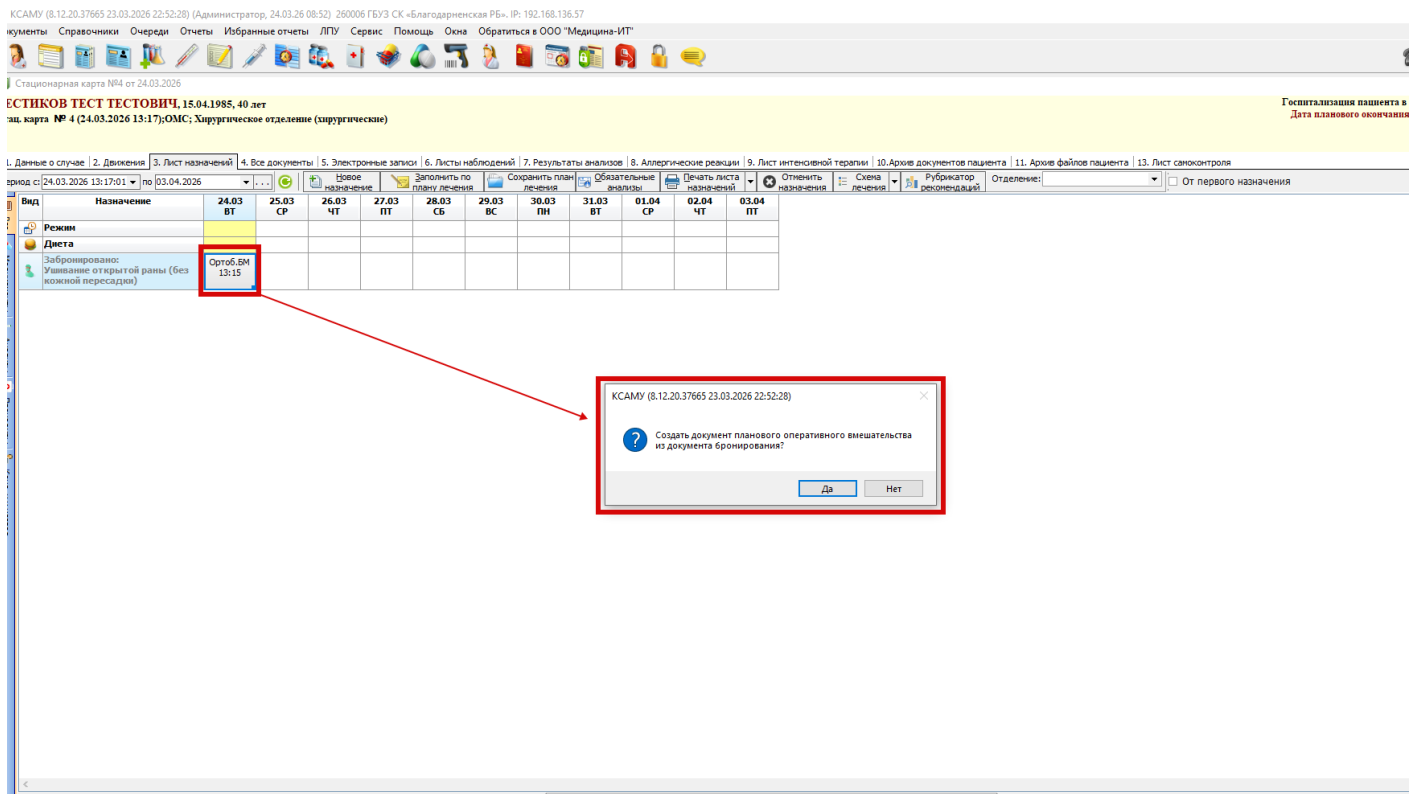 КСАМУ (8.12.20.37665 23.03.2026 22:52:28) (Администратор, 24.03.26 08:52) 260006 ГБУЗ СК «Благодарненская РБ». IP: 192.168.136.57
окументы Справочники Очереди Отчеты Избранные отчеты ЛПУ Сервис Помощь Окна Обратиться в ООО "Медицина-ИТ"
Стационарная карта №4 от 24.03.2026
ЕСТИКОВ ТЕСТ ТЕСТОВИЧ, 15.04.1985, 40 лет
Госпитализация пациента в
тац. карта № 4 (24.03.2026 13:17);ОМС; Хирургическое отделение (хирургические)
Дата планового окончания
1. Данные о случае 2. Движения 3. Лист назначений 4. Все документы 5. Электронные записи 6. Листы наблюдений 7. Результаты анализов 8. Аллергические реакции 9. Лист интенсивной терапии 10.Архив документов пациента 11. Архив файлов пациента 13. Лист самоконтроля
ериод с: 24.03.2026 13:17:01 по 03.04.2026 ... Новое назначение Заполнить по плану лечения Сохранить план лечения Обязательные анализы Печать листа назначений Отменить назначения Схема лечения Рубрикатор рекомендаций Отделение: От первого назначения
Вид Назначение 24.03 25.03 26.03 27.03 28.03 29.03 30.03 31.03 01.04 02.04 03.04
ВТ СР ЧТ ПТ СБ ВС ПН ВТ СР ЧТ ПТ
Режим
Диета
Забронировано:
Ушивание открытой раны (без
кожной пересадки)
Ортоб.БМ
13:15
КСАМУ (8.12.20.37665 23.03.2026 22:52:28)
Создать документ планового оперативного вмешательства
из документа бронирования?
Да Нет